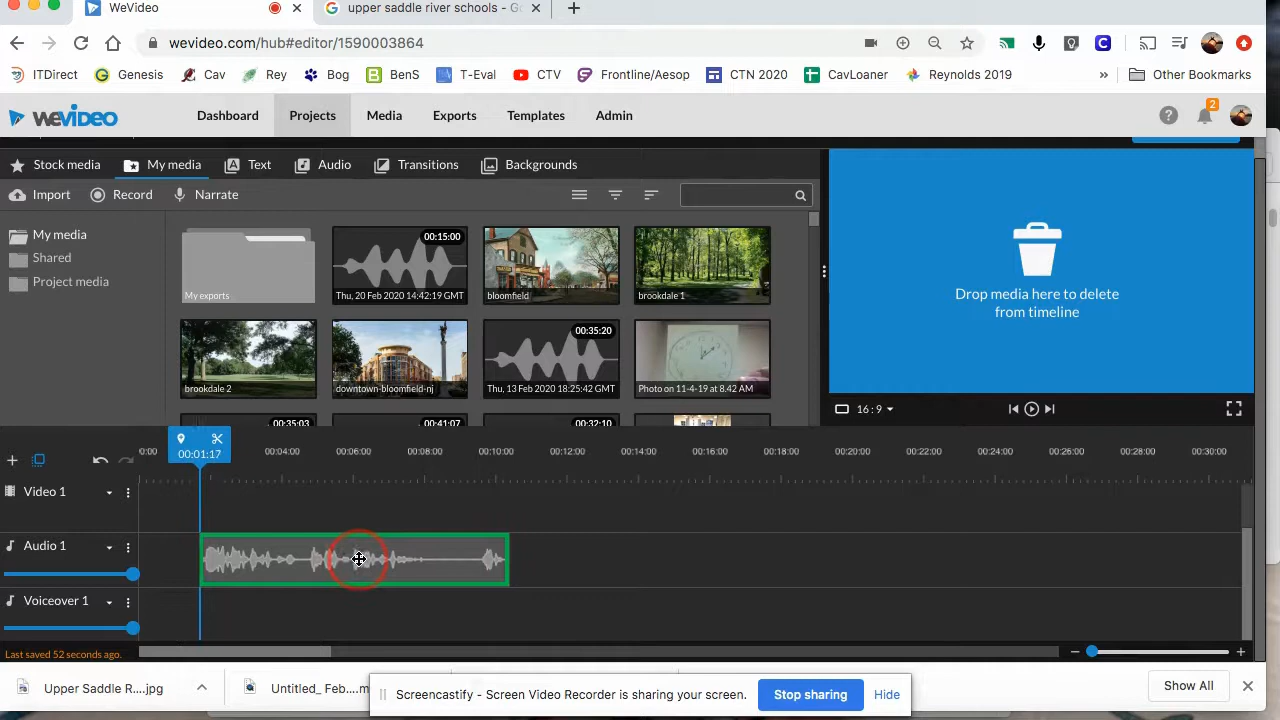 WeVideo
upper saddle river schools - Go
wevideo.com/hub#editor/1590003864
ITDirect Genesis Cav Rey Bog BenS T-Eval CTV Frontline/Aesop CTN 2020 CavLoaner Reynolds 2019 » Other Bookmarks
wevideo Dashboard Projects Media Exports Templates Admin ? 2
Stock media My media Text Audio Transitions Backgrounds
Import Record Narrate
My media
Shared
Project media
00:15:00
My exports Thu, 20 Feb 2020 14:42:19 GMT bloomfield brookdale 1
00:35:20
brookdale 2 downtown-bloomfield-nj Thu, 13 Feb 2020 18:25:42 GMT Photo on 11-4-19 at 8.42 AM
00:35:03 00:41:07 00:32:10
Drop media here to delete
from timeline
16:9
00:01:17
0:00 00:04:00 00:06:00 00:08:00 00:10:00 00:12:00 00:14:00 00:16:00 00:18:00 00:20:00 00:22:00 00:24:00 00:26:00 00:28:00 00:30:00
Video 1
Audio 1
Voiceover 1
Last saved 52 seconds ago.
Upper Saddle R....jpg Untitled_ Feb....m Show All
Screencastify - Screen Video Recorder is sharing your screen. Stop sharing Hide